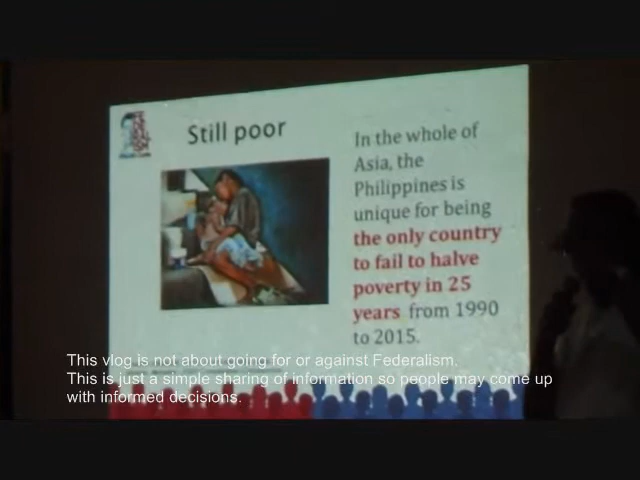 Still poor
In the whole of
Asia, the
Philippines is
unique for being
the only country
to fail to halve
poverty in 25
years from 1990
to 2015.
This vlog is not about going for or against Federalism.
This is just a simple sharing of information so people may come up
with informed decisions.